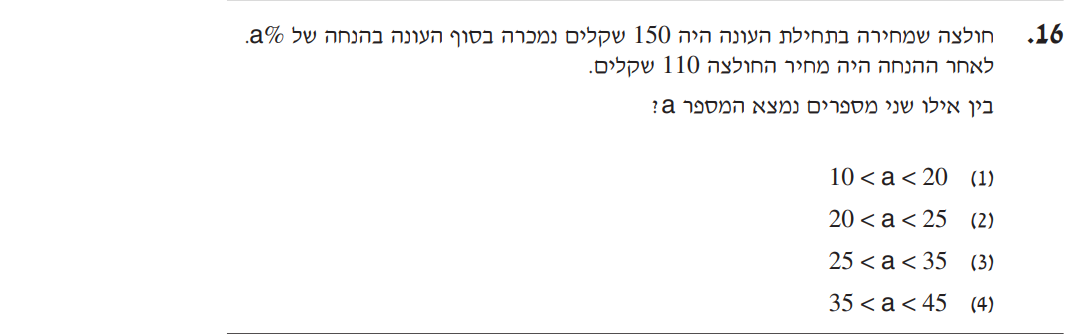 16. חולצה שמחירה בתחילת העונה היה 150 שקלים נמכרה בסוף העונה בהנחה של a%.
לאחר ההנחה היה מחיר החולצה 110 שקלים.
בין אילו שני מספרים נמצא המספר a?
(1) 10 < a < 20
(2) 20 < a < 25
(3) 25 < a < 35
(4) 35 < a < 45